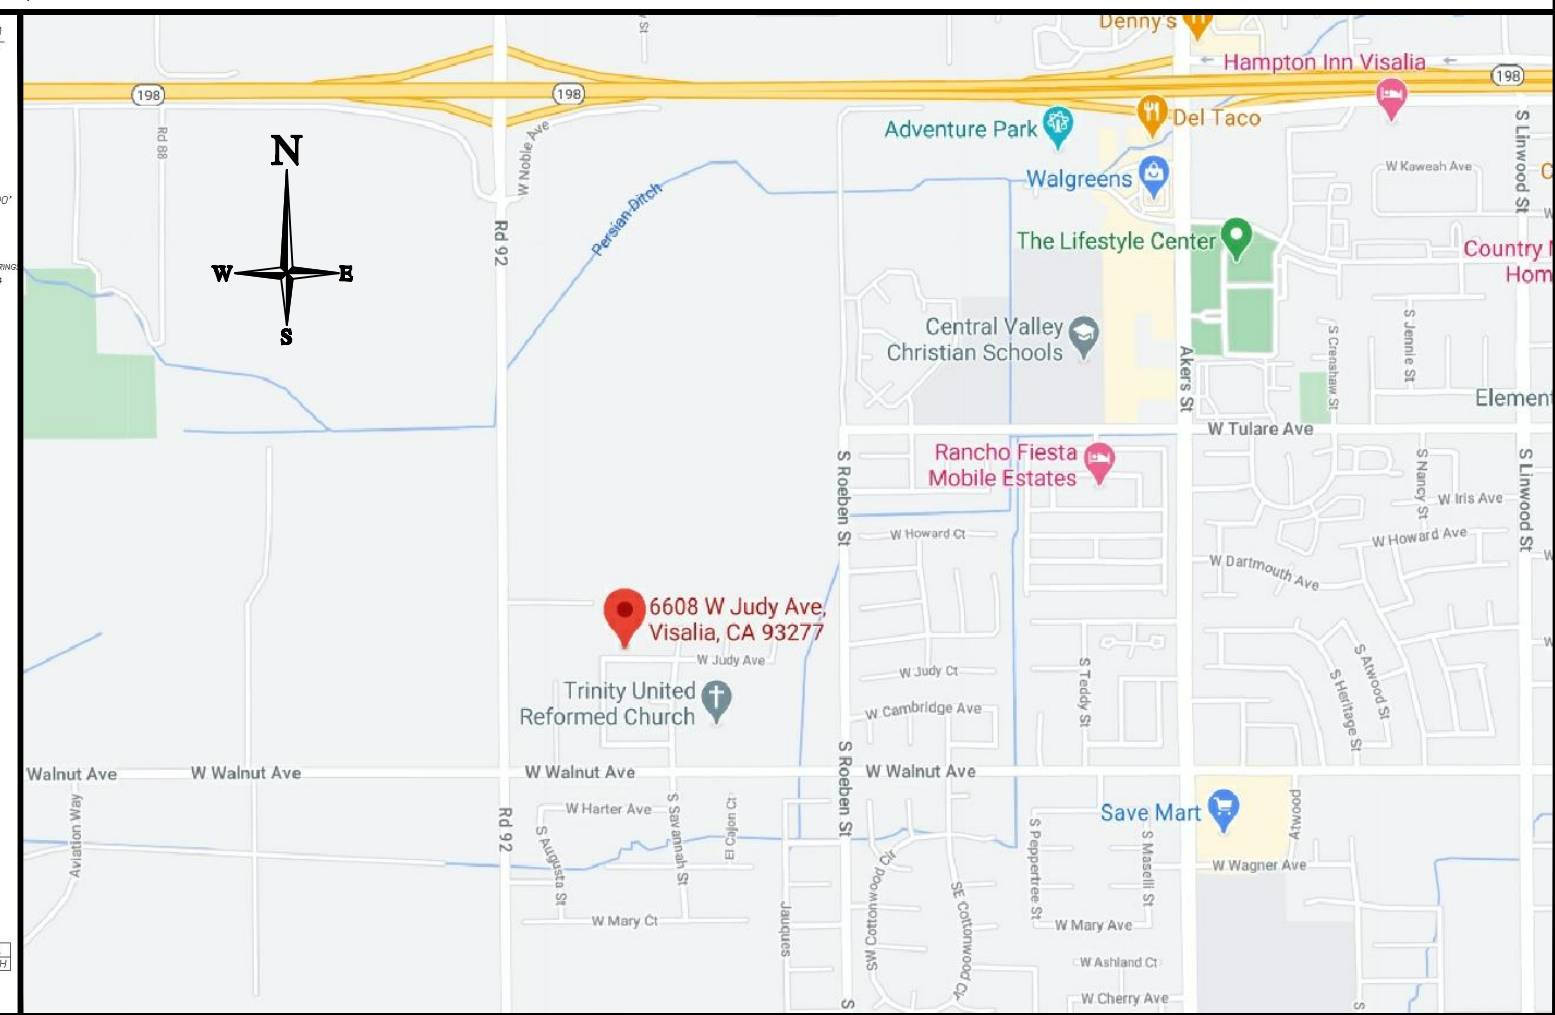 Denny's
Hampton Inn Visalia
198
198
198
Adventure Park
Del Taco
Rd 88
W Noble Ave
N
W
E
S
Persian Ditch
Walgreens
W Kaweah Ave
S Linwood St
Rd 92
The Lifestyle Center
Country
Hom
Central Valley
Christian Schools
Akers St
S Crenshaw St
S Jennie St
Element
W Tulare Ave
Rancho Fiesta
Mobile Estates
S Roeben St
S Nancy St
W Iris Ave
S Linwood St
W Howard Ct
W Howard Ave
W Dartmouth Ave
6608 W Judy Ave,
Visalia, CA 93277
W Judy Ave
W Judy Ct
S Teddy St
S Atwood St
S Heritage St
Trinity United
Reformed Church
W Cambridge Ave
Walnut Ave
W Walnut Ave
W Walnut Ave
S Roeben St
W Walnut Ave
Aviation Way
Rd 92
W Harter Ave
S Augusta St
S Savannah St
El Cajon Ct
Save Mart
Atwood
S Peppertree St
S Maselli St
W Wagner Ave
SW Cottonwood Cir
SE Cottonwood Cir
W Mary Ct
Jauques
W Mary Ave
W Ashland Ct
W Cherry Ave
S
S